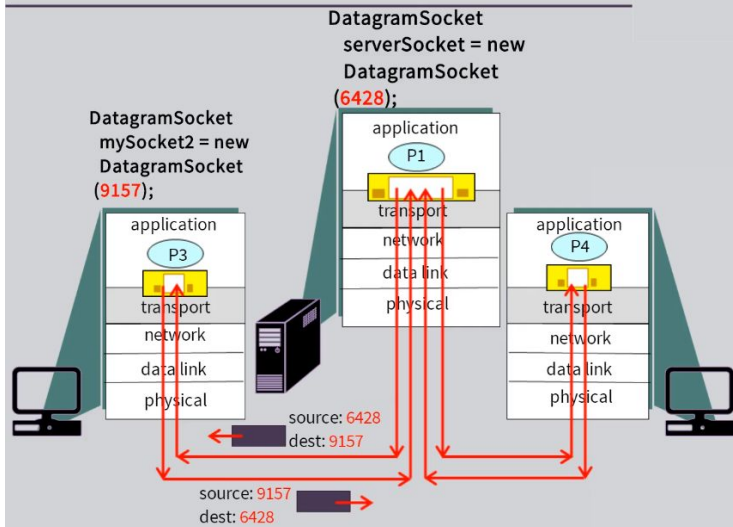 DatagramSocket
serverSocket = new
DatagramSocket
(6428);
DatagramSocket
mySocket2 = new
DatagramSocket
(9157);
application
P3
transport
network
data link
physical
application
P1
transport
network
data link
physical
application
P4
transport
network
data link
physical
source: 6428
dest: 9157
source: 9157
dest: 6428